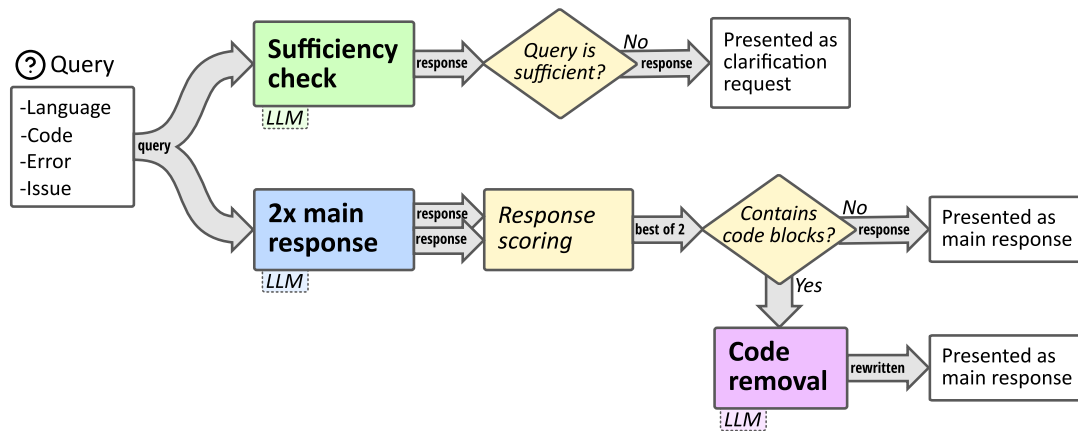 ? Query
-Language
-Code
-Error
-Issue
query
Sufficiency
check
LLM
response
Query is
sufficient?
No
response
Presented as
clarification
request
2x main
response
LLM
response
response
Response
scoring
best of 2
Contains
code blocks?
No
response
Presented as
main response
Yes
Code
removal
LLM
rewritten
Presented as
main response